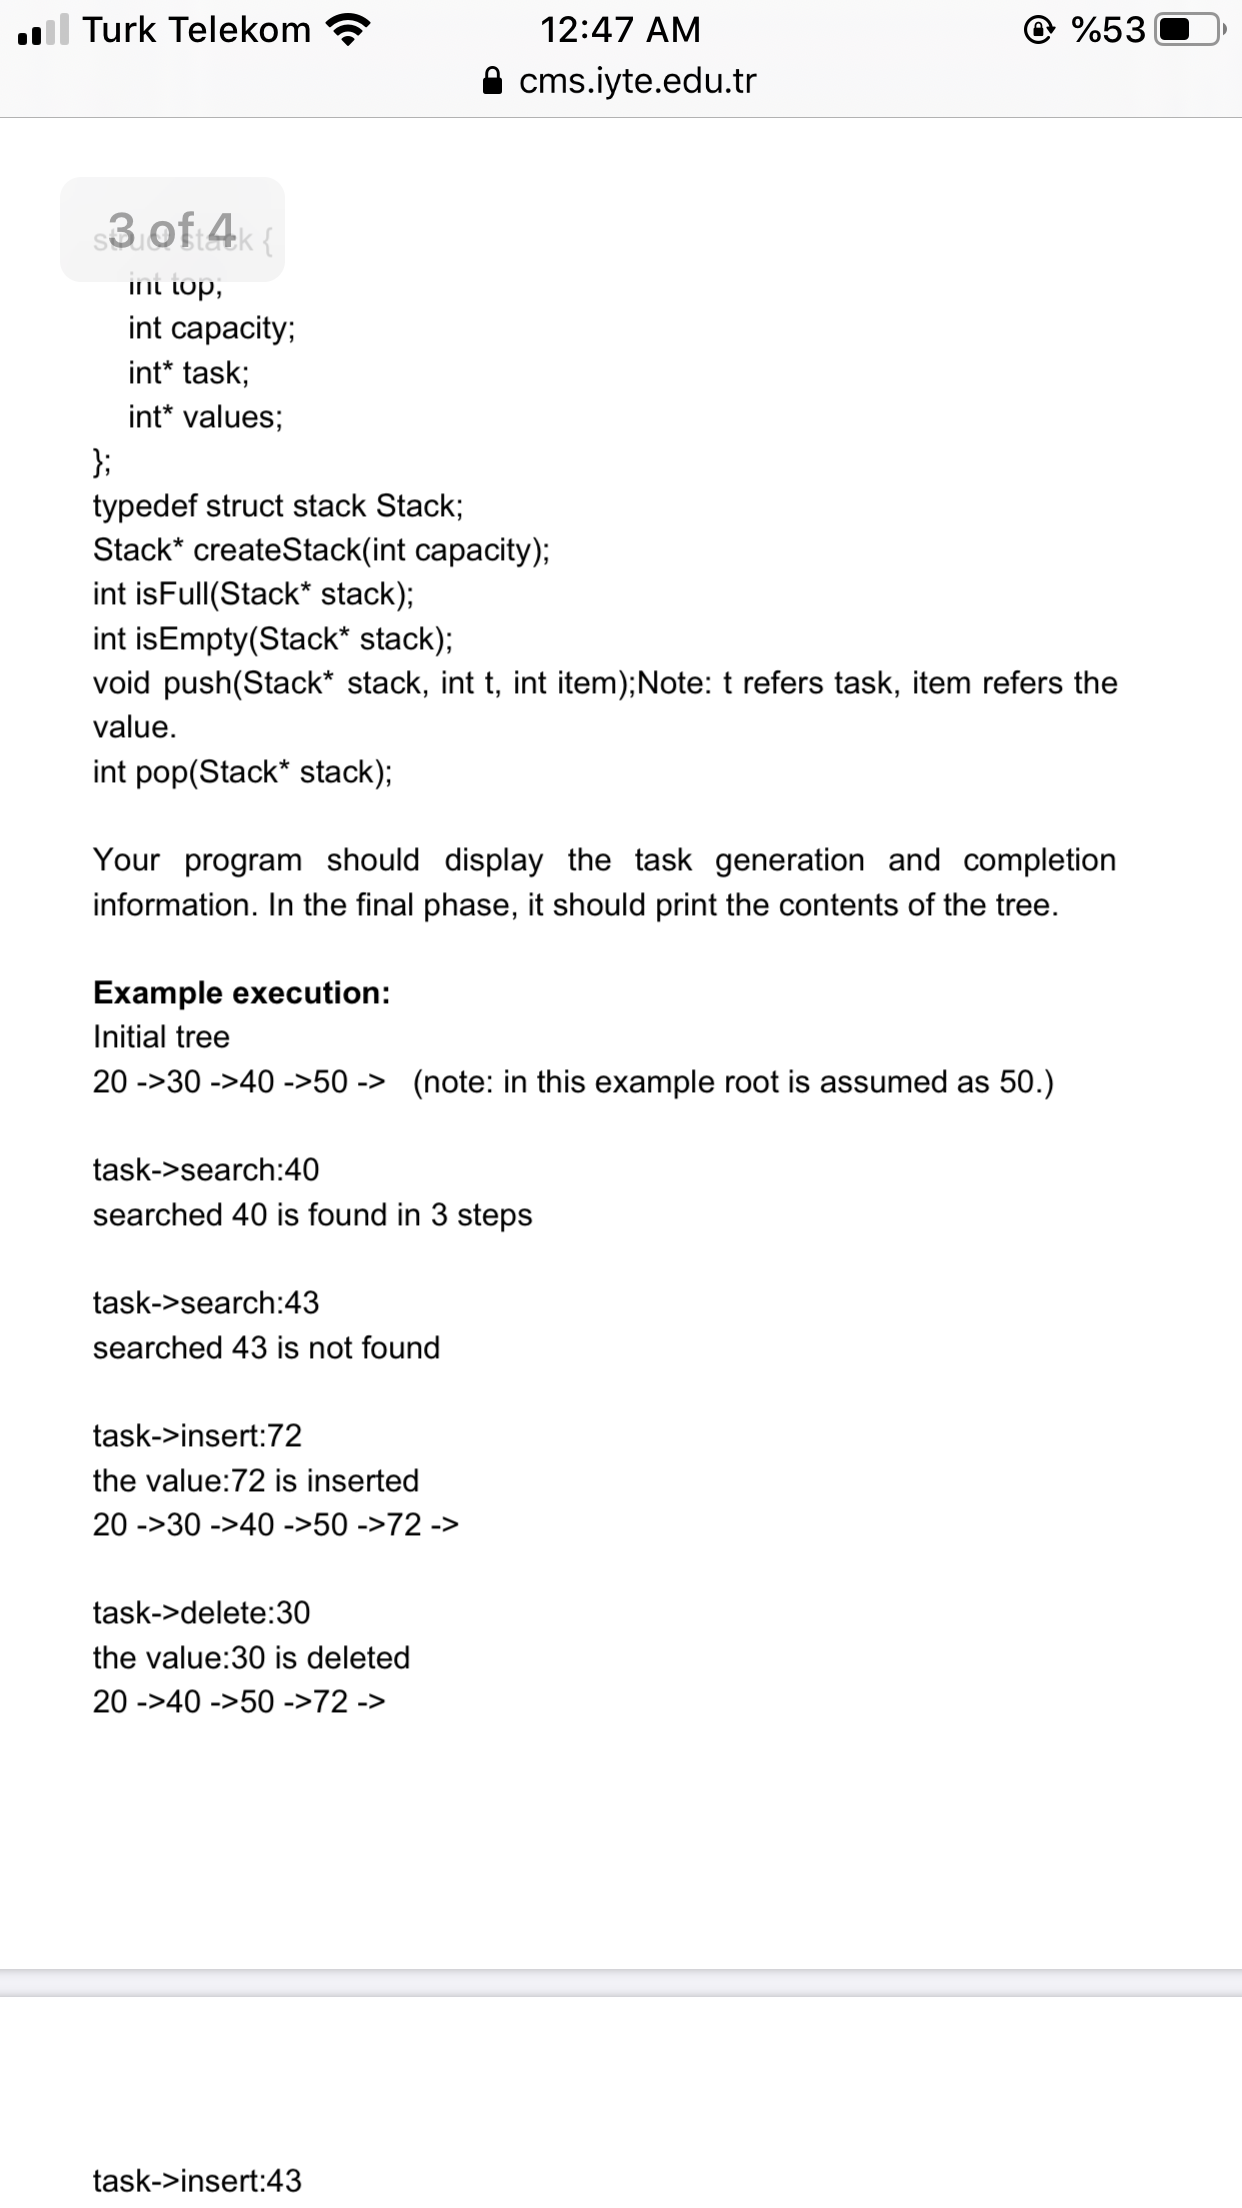 Turk Telekom 12:47 AM %53
cms.iyte.edu.tr
3 of 4
struct stack {
int top;
int capacity;
int* task;
int* values;
};
typedef struct stack Stack;
Stack* createStack(int capacity);
int isFull(Stack* stack);
int isEmpty(Stack* stack);
void push(Stack* stack, int t, int item);Note: t refers task, item refers the
value.
int pop(Stack* stack);
Your program should display the task generation and completion
information. In the final phase, it should print the contents of the tree.
Example execution:
Initial tree
20 ->30 ->40 ->50 -> (note: in this example root is assumed as 50.)
task->search:40
searched 40 is found in 3 steps
task->search:43
searched 43 is not found
task->insert:72
the value:72 is inserted
20 ->30 ->40 ->50 ->72 ->
task->delete:30
the value:30 is deleted
20 ->40 ->50 ->72 ->
task->insert:43